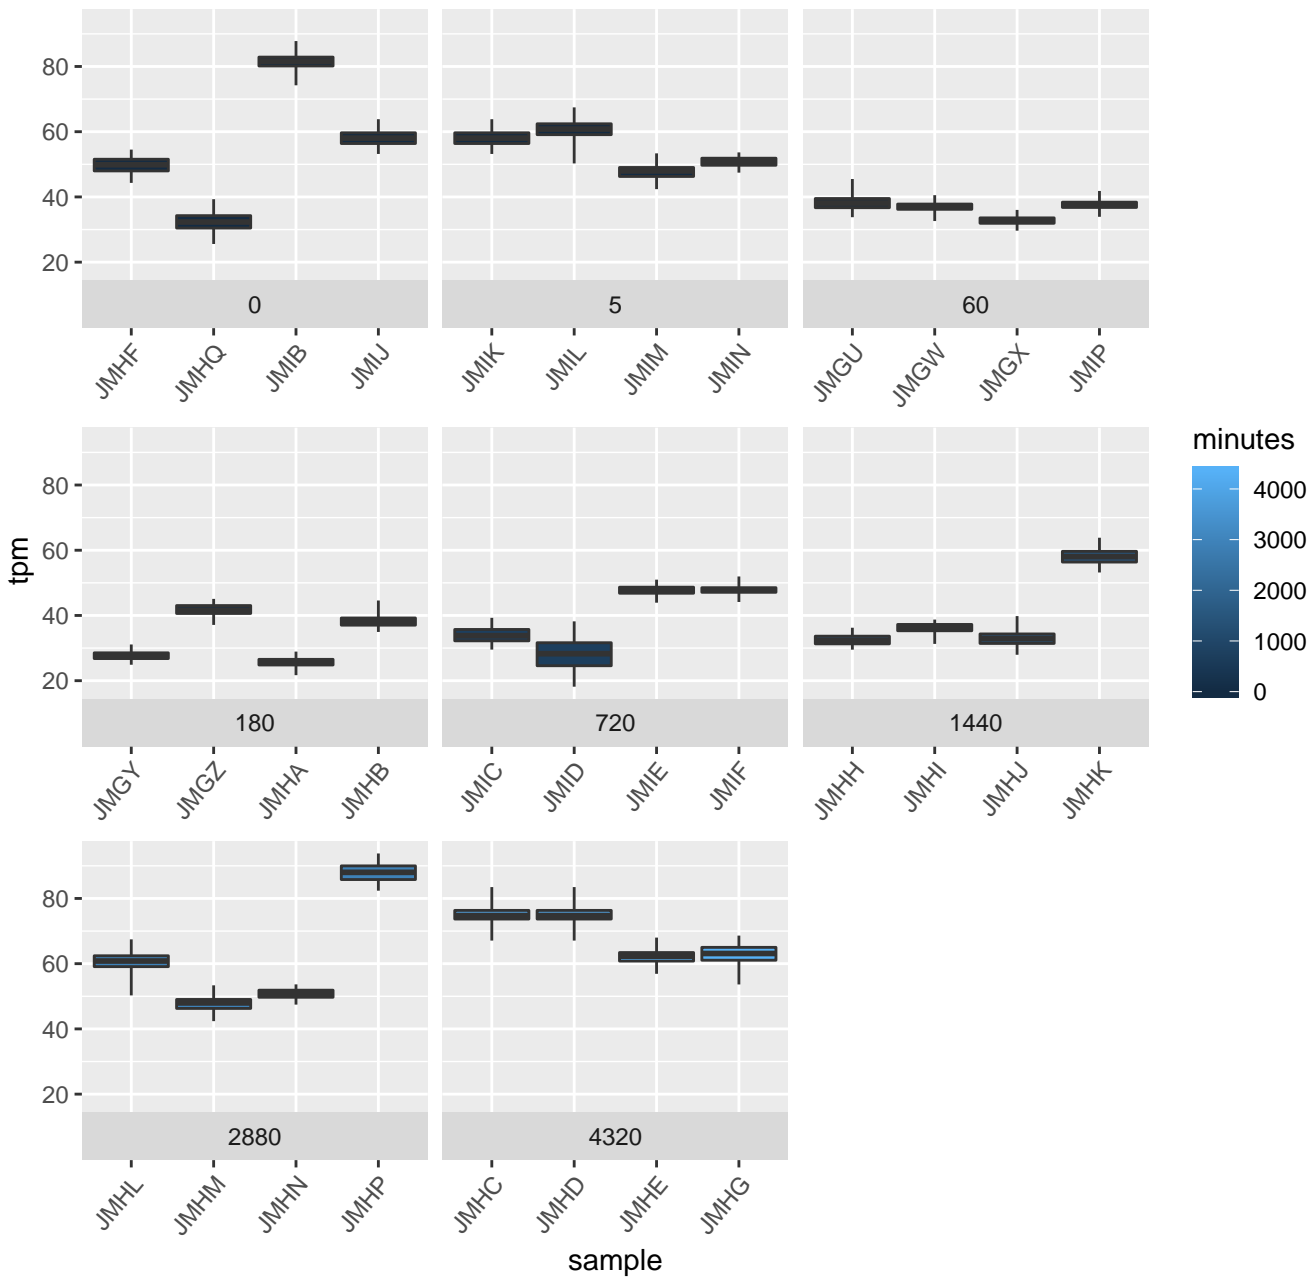 80
60
40
20
0
5
60
JMHF
JMHQ
JMIB
JMIJ
JMIK
JMIL
JMIM
JMIN
JMGU
JMGW
JMGX
JMIP
80
60
40
20
180
720
1440
JMGY
JMGZ
JMHA
JMHB
JMIC
JMID
JMIE
JMIF
JMHH
JMHI
JMHJ
JMHK
80
60
40
20
2880
4320
JMHL
JMHM
JMHN
JMHP
JMHC
JMHD
JMHE
JMHG
tpm
sample
minutes
4000
3000
2000
1000
0